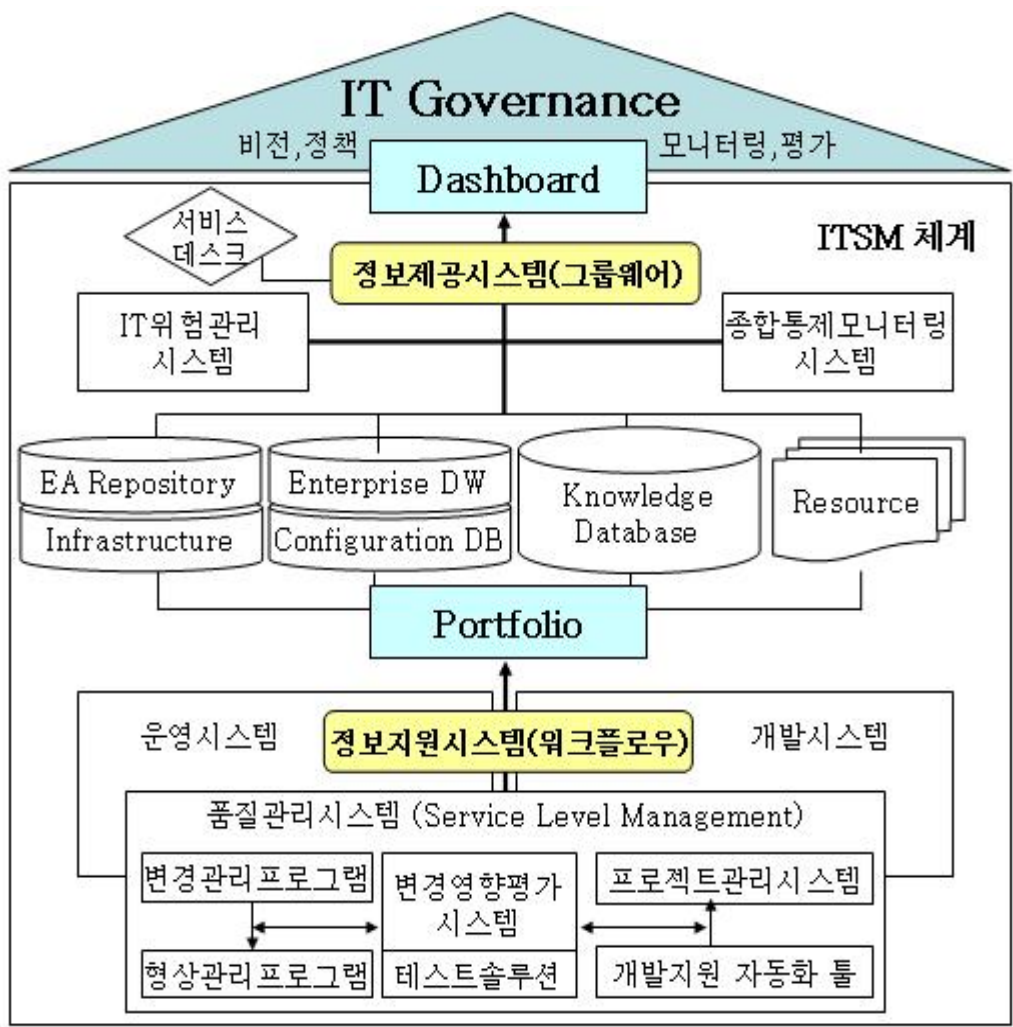 IT Governance
비전,정책
모니터링,평가
Dashboard
서비스
데스크
ITSM 체계
정보제공시스템(그룹웨어)
IT위험관리
시스템
종합통제모니터링
시스템
EA Repository
Infrastructure
Enterprise DW
Configuration DB
Knowledge
Database
Resource
Portfolio
운영시스템
정보지원시스템(워크플로우)
개발시스템
품질관리시스템 (Service Level Management)
변경관리프로그램
변경영향평가
시스템
프로젝트관리시스템
형상관리프로그램
테스트솔루션
개발지원 자동화 툴